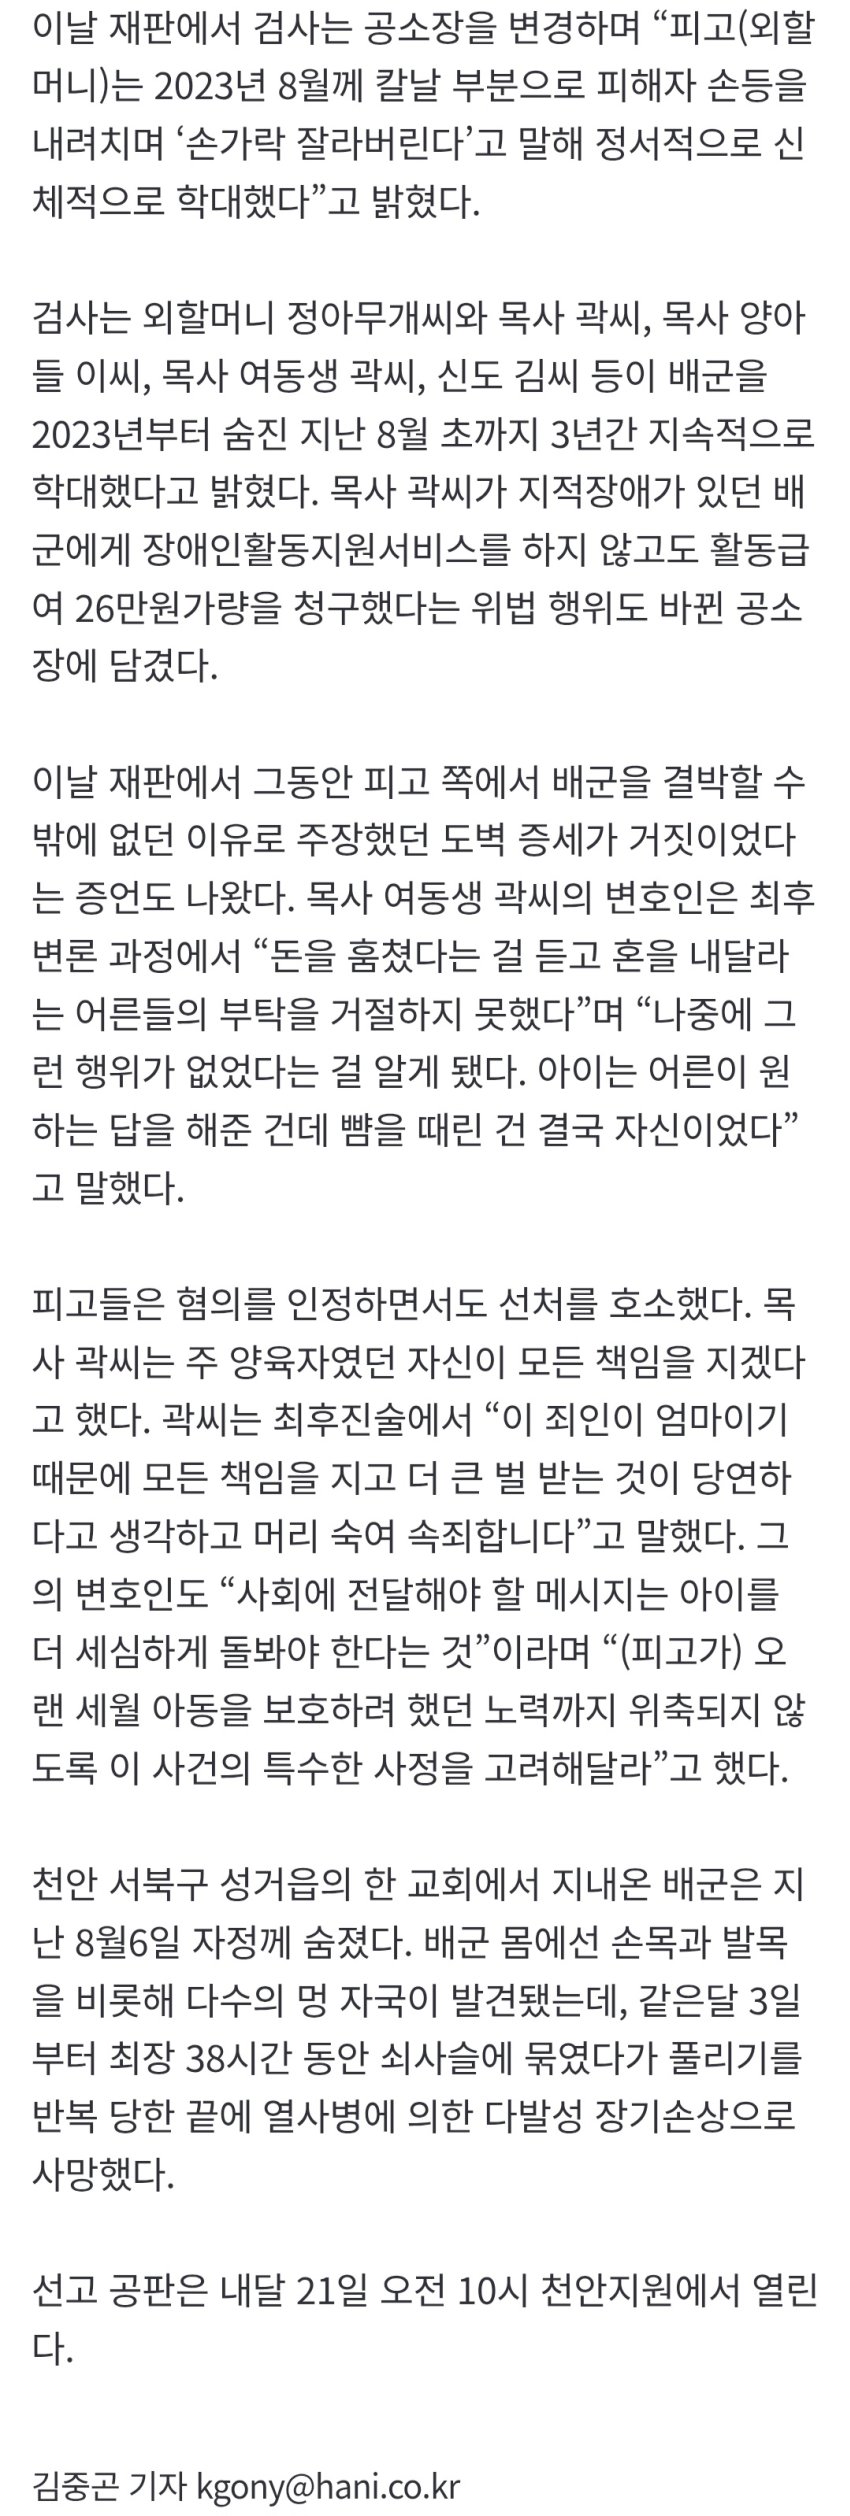 이날 재판에서 검사는 공소장을 변경하며 “피고(외할
머니)는 2023년 8월께 칼날 부분으로 피해자 손등을
내려치며 ‘손가락 잘라버린다’고 말해 정서적으로 신
체적으로 학대했다”고 밝혔다.
검사는 외할머니 정아무개씨와 목사 곽씨, 목사 양아
들 이씨, 목사 여동생 곽씨, 신도 김씨 등이 배군을
2023년부터 숨진 지난 8월 초까지 3년간 지속적으로
학대했다고 밝혔다. 목사 곽씨가 지적장애가 있던 배
군에게 장애인활동지원서비스를 하지 않고도 활동급
여 26만원가량을 청구했다는 위법 행위도 바뀐 공소
장에 담겼다.
이날 재판에서 그동안 피고 쪽에서 배군을 결박할 수
밖에 없던 이유로 주장했던 도벽 증세가 거짓이었다
는 증언도 나왔다. 목사 여동생 곽씨의 변호인은 최후
변론 과정에서 “돈을 훔쳤다는 걸 듣고 혼을 내달라
는 어른들의 부탁을 거절하지 못했다”며 “나중에 그
런 행위가 없었다는 걸 알게 됐다. 아이는 어른이 원
하는 답을 해준 건데 뺨을 때린 건 결국 자신이었다”
고 말했다.
피고들은 혐의를 인정하면서도 선처를 호소했다. 목
사 곽씨는 주 양육자였던 자신이 모든 책임을 지겠다
고 했다. 곽씨는 최후진술에서 “이 죄인이 엄마이기
때문에 모든 책임을 지고 더 큰 벌 받는 것이 당연하
다고 생각하고 머리 숙여 속죄합니다”고 말했다. 그
의 변호인도 “사회에 전달해야 할 메시지는 아이를
더 세심하게 돌봐야 한다는 것”이라며 “(피고가) 오
랜 세월 아동을 보호하려 했던 노력까지 위축되지 않
도록 이 사건의 특수한 사정을 고려해달라”고 했다.
천안 서북구 성거읍의 한 교회에서 지내온 배군은 지
난 8월6일 자정께 숨졌다. 배군 몸에선 손목과 발목
을 비롯해 다수의 멍 자국이 발견됐는데, 같은달 3일
부터 최장 38시간 동안 쇠사슬에 묶였다가 풀리기를
반복 당한 끝에 열사병에 의한 다발성 장기손상으로
사망했다.
선고 공판은 내달 21일 오전 10시 천안지원에서 열린
다.
김중곤 기자 kgony@hani.co.kr